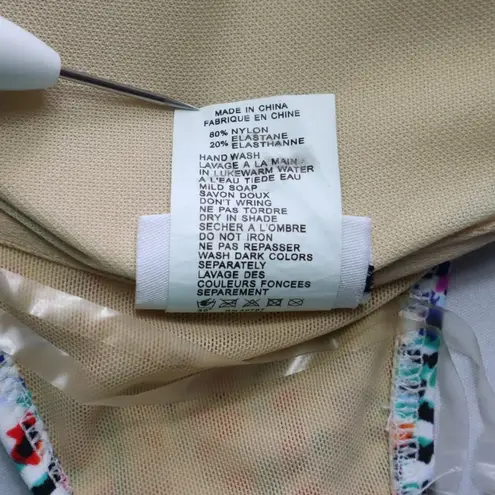 MADE IN CHINA
FABRIQUE EN CHINE
80% NYLON
ELASTANE
20% ELASTHANNE
HAND WASH
LAVAGE A LA MAIN
IN LUKEWARM WATER
A L'EAU TIEDE EAU
MILD SOAP
SAVON DOUX
DON'T WRING
NE PAS TORDRE
DRY IN SHADE
SECHER A L'OMBRE
DO NOT IRON
NE PAS REPASSER
WASH DARK COLORS
SEPARATELY
LAVAGE DES
COULEURS FONCEES
SEPAREMENT